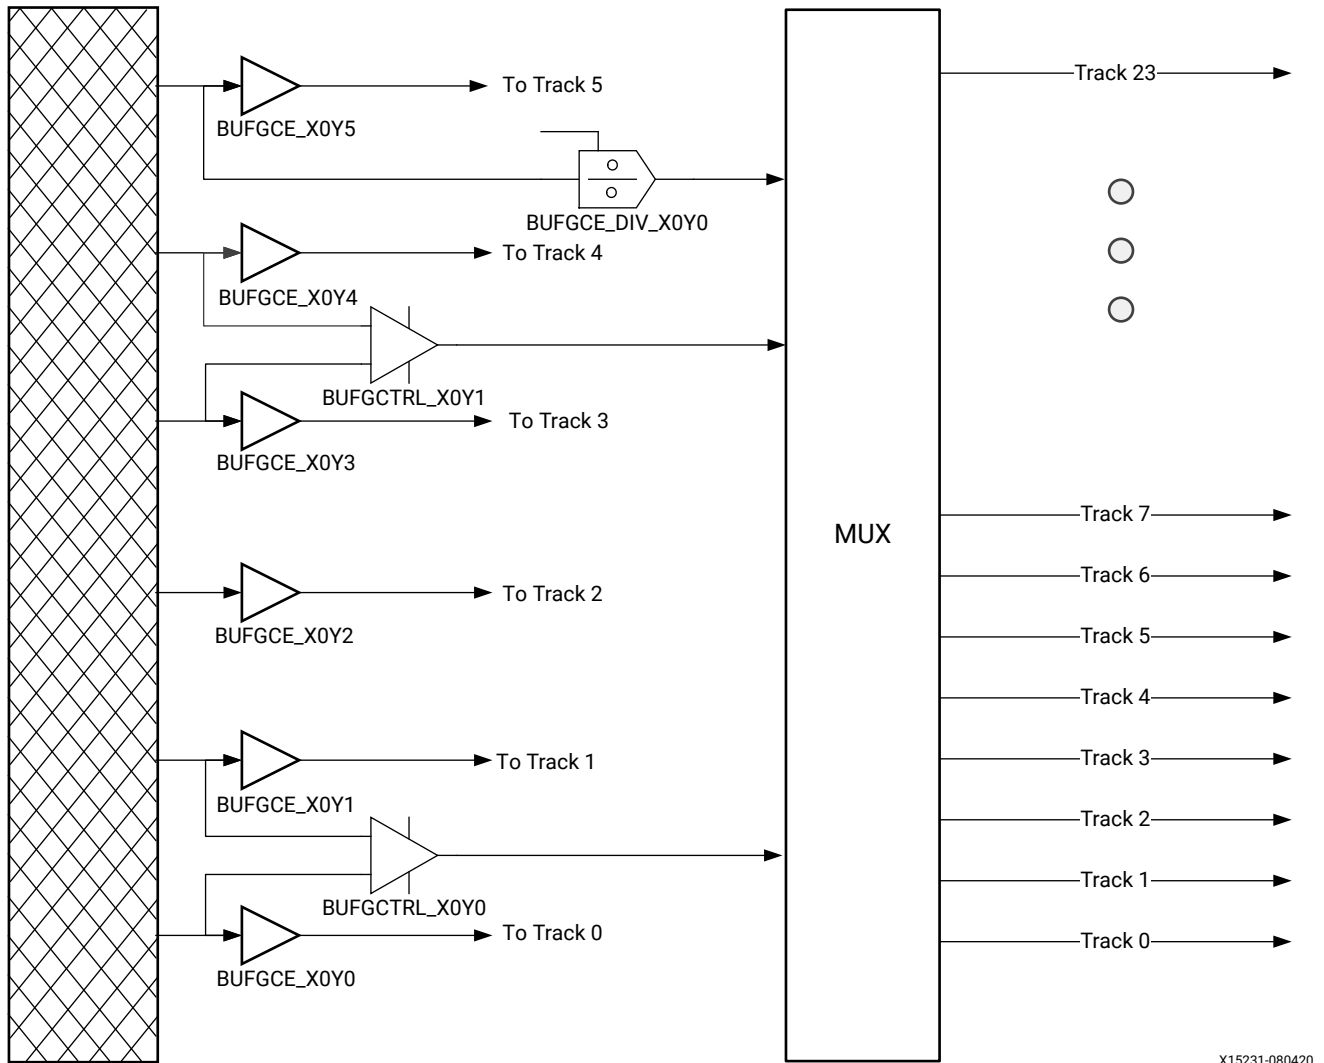 To Track 5
BUFGCE_X0Y5
BUFGCE_DIV_X0Y0
To Track 4
BUFGCE_X0Y4
BUFGCTRL_X0Y1
To Track 3
BUFGCE_X0Y3
To Track 2
BUFGCE_X0Y2
To Track 1
BUFGCE_X0Y1
BUFGCTRL_X0Y0
To Track 0
BUFGCE_X0Y0
MUX
Track 23
Track 7
Track 6
Track 5
Track 4
Track 3
Track 2
Track 1
Track 0
X15231-080420